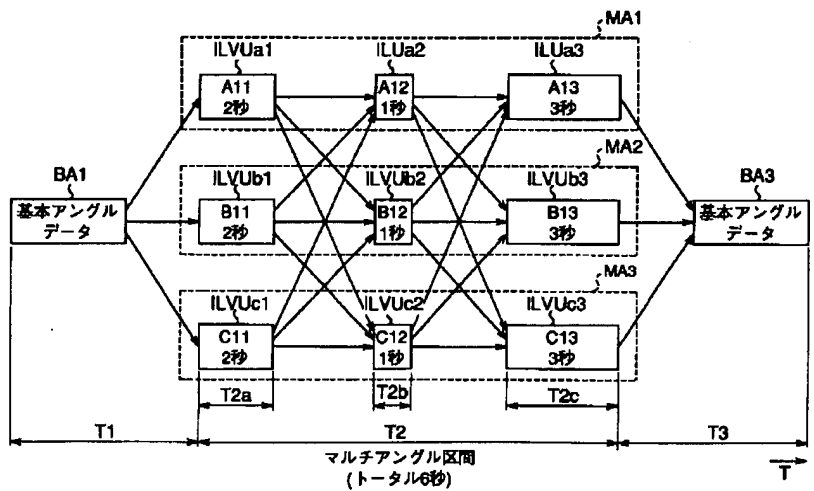 MA1
ILVUa1 ILUa2 ILUa3
A11
2秒
A12
1秒
A13
3秒
MA2
BA1 ILVUb1 ILVUb2 ILVUb3 BA3
基本アングル
データ
B11
2秒
B12
1秒
B13
3秒
基本アングル
データ
MA3
ILVUc1 ILVUc2 ILVUc3
C11
2秒
C12
1秒
C13
3秒
T2a T2b T2c
T1 T2 T3
マルチアングル区間
(トータル6秒)
T